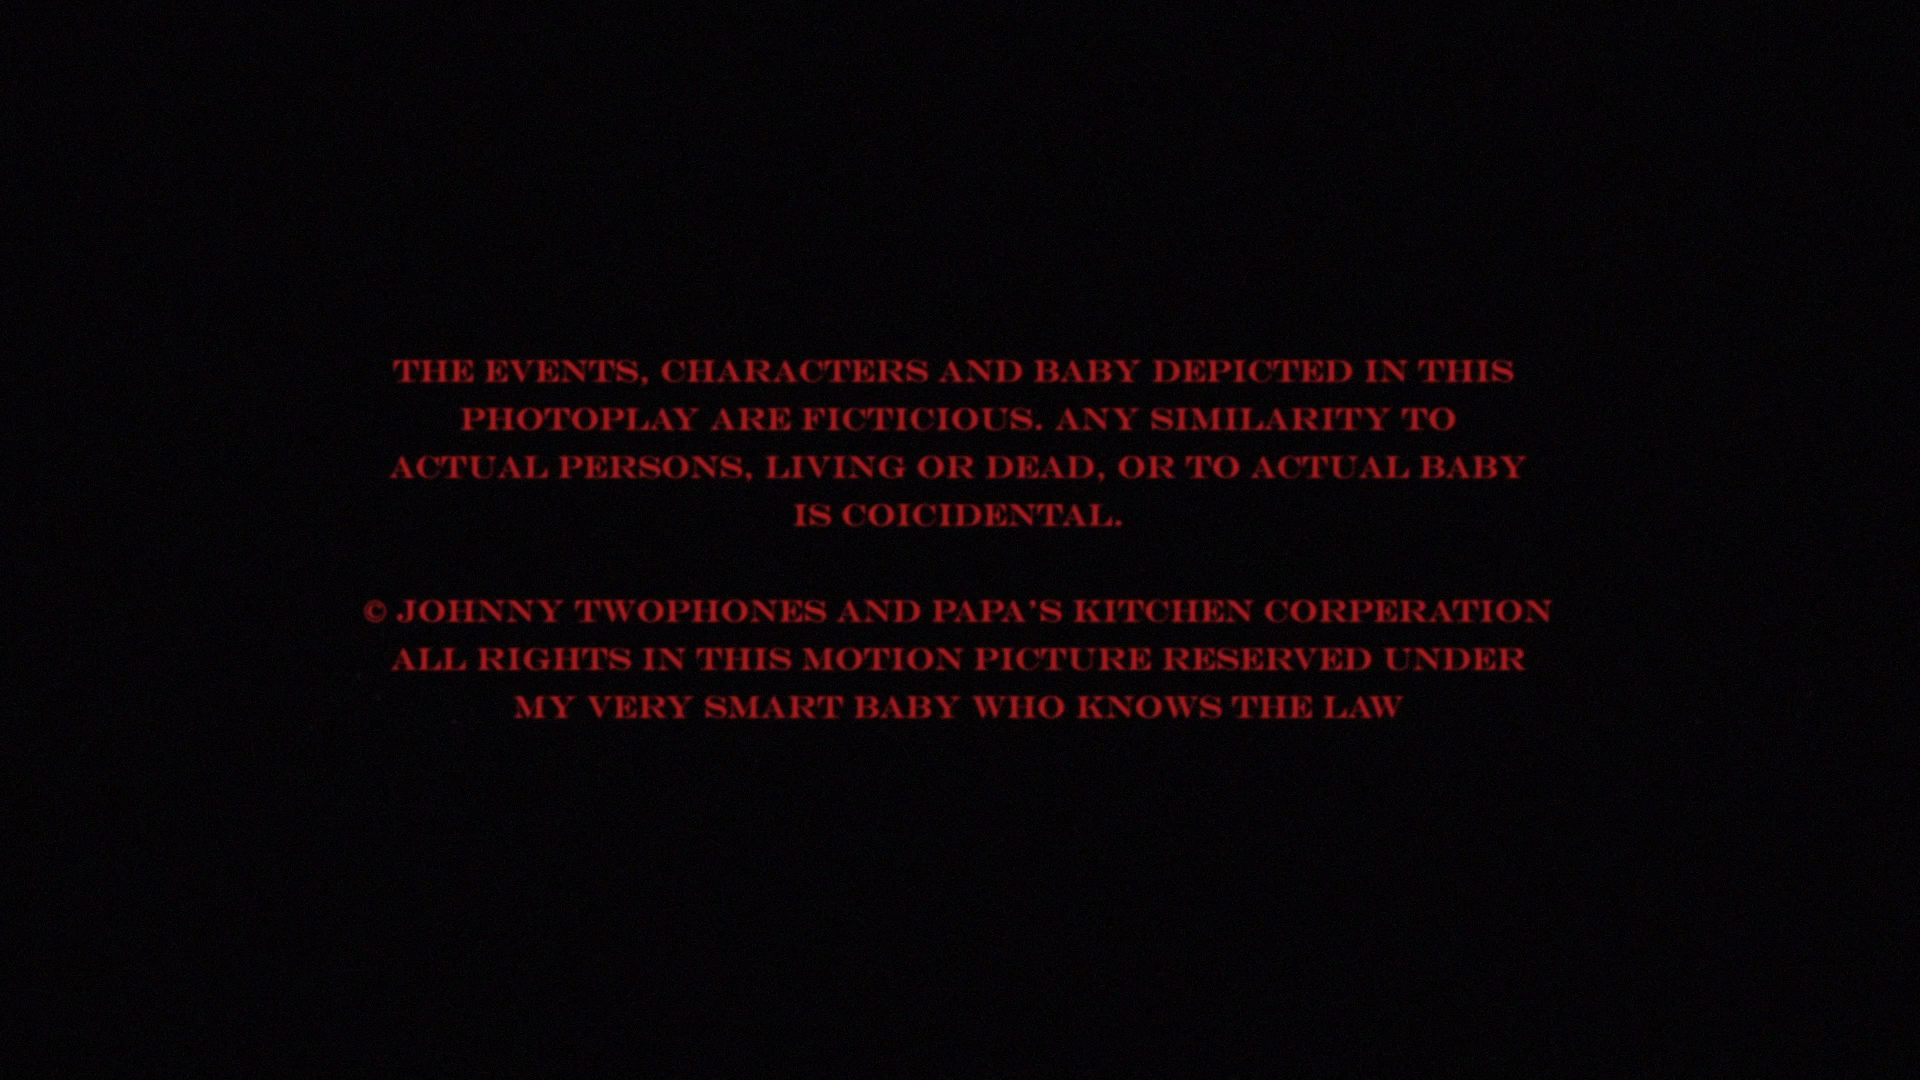 THE EVENTS, CHARACTERS AND BABY DEPICTED IN THIS
PHOTOPLAY ARE FICTICIOUS. ANY SIMILARITY TO
ACTUAL PERSONS, LIVING OR DEAD, OR TO ACTUAL BABY
IS COICIDENTAL.
© JOHNNY TWOPHONES AND PAPA'S KITCHEN CORPERATION
ALL RIGHTS IN THIS MOTION PICTURE RESERVED UNDER
MY VERY SMART BABY WHO KNOWS THE LAW